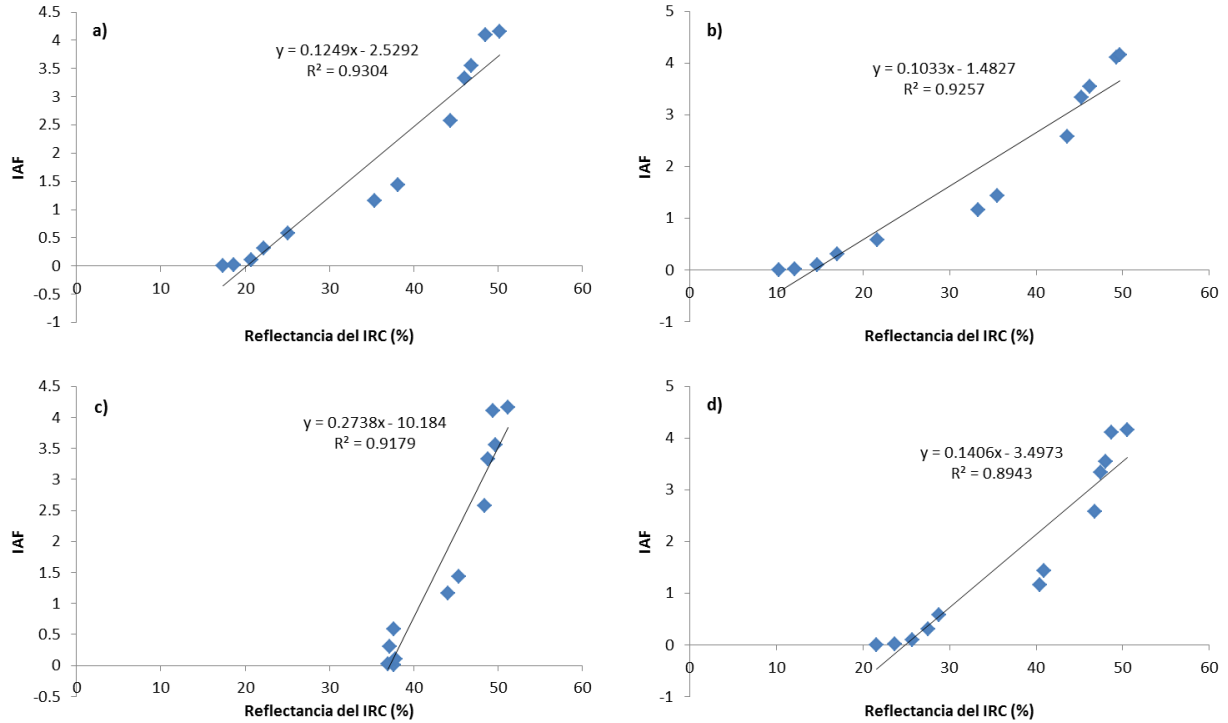 a)
y = 0.1249x - 2.5292
R² = 0.9304
4.5
4
3.5
3
2.5
2
1.5
1
0.5
0
-0.5
-1
0 10 20 30 40 50 60
IAF
Reflectancia del IRC (%)
b)
y = 0.1033x - 1.4827
R² = 0.9257
5
4
3
2
1
0
-1
0 10 20 30 40 50 60
IAF
Reflectancia del IRC (%)
c)
y = 0.2738x - 10.184
R² = 0.9179
4.5
4
3.5
3
2.5
2
1.5
1
0.5
0
-0.5
0 10 20 30 40 50 60
IAF
Reflectancia del IRC (%)
d)
y = 0.1406x - 3.4973
R² = 0.8943
5
4
3
2
1
0
-1
0 10 20 30 40 50 60
IAF
Reflectancia del IRC (%)